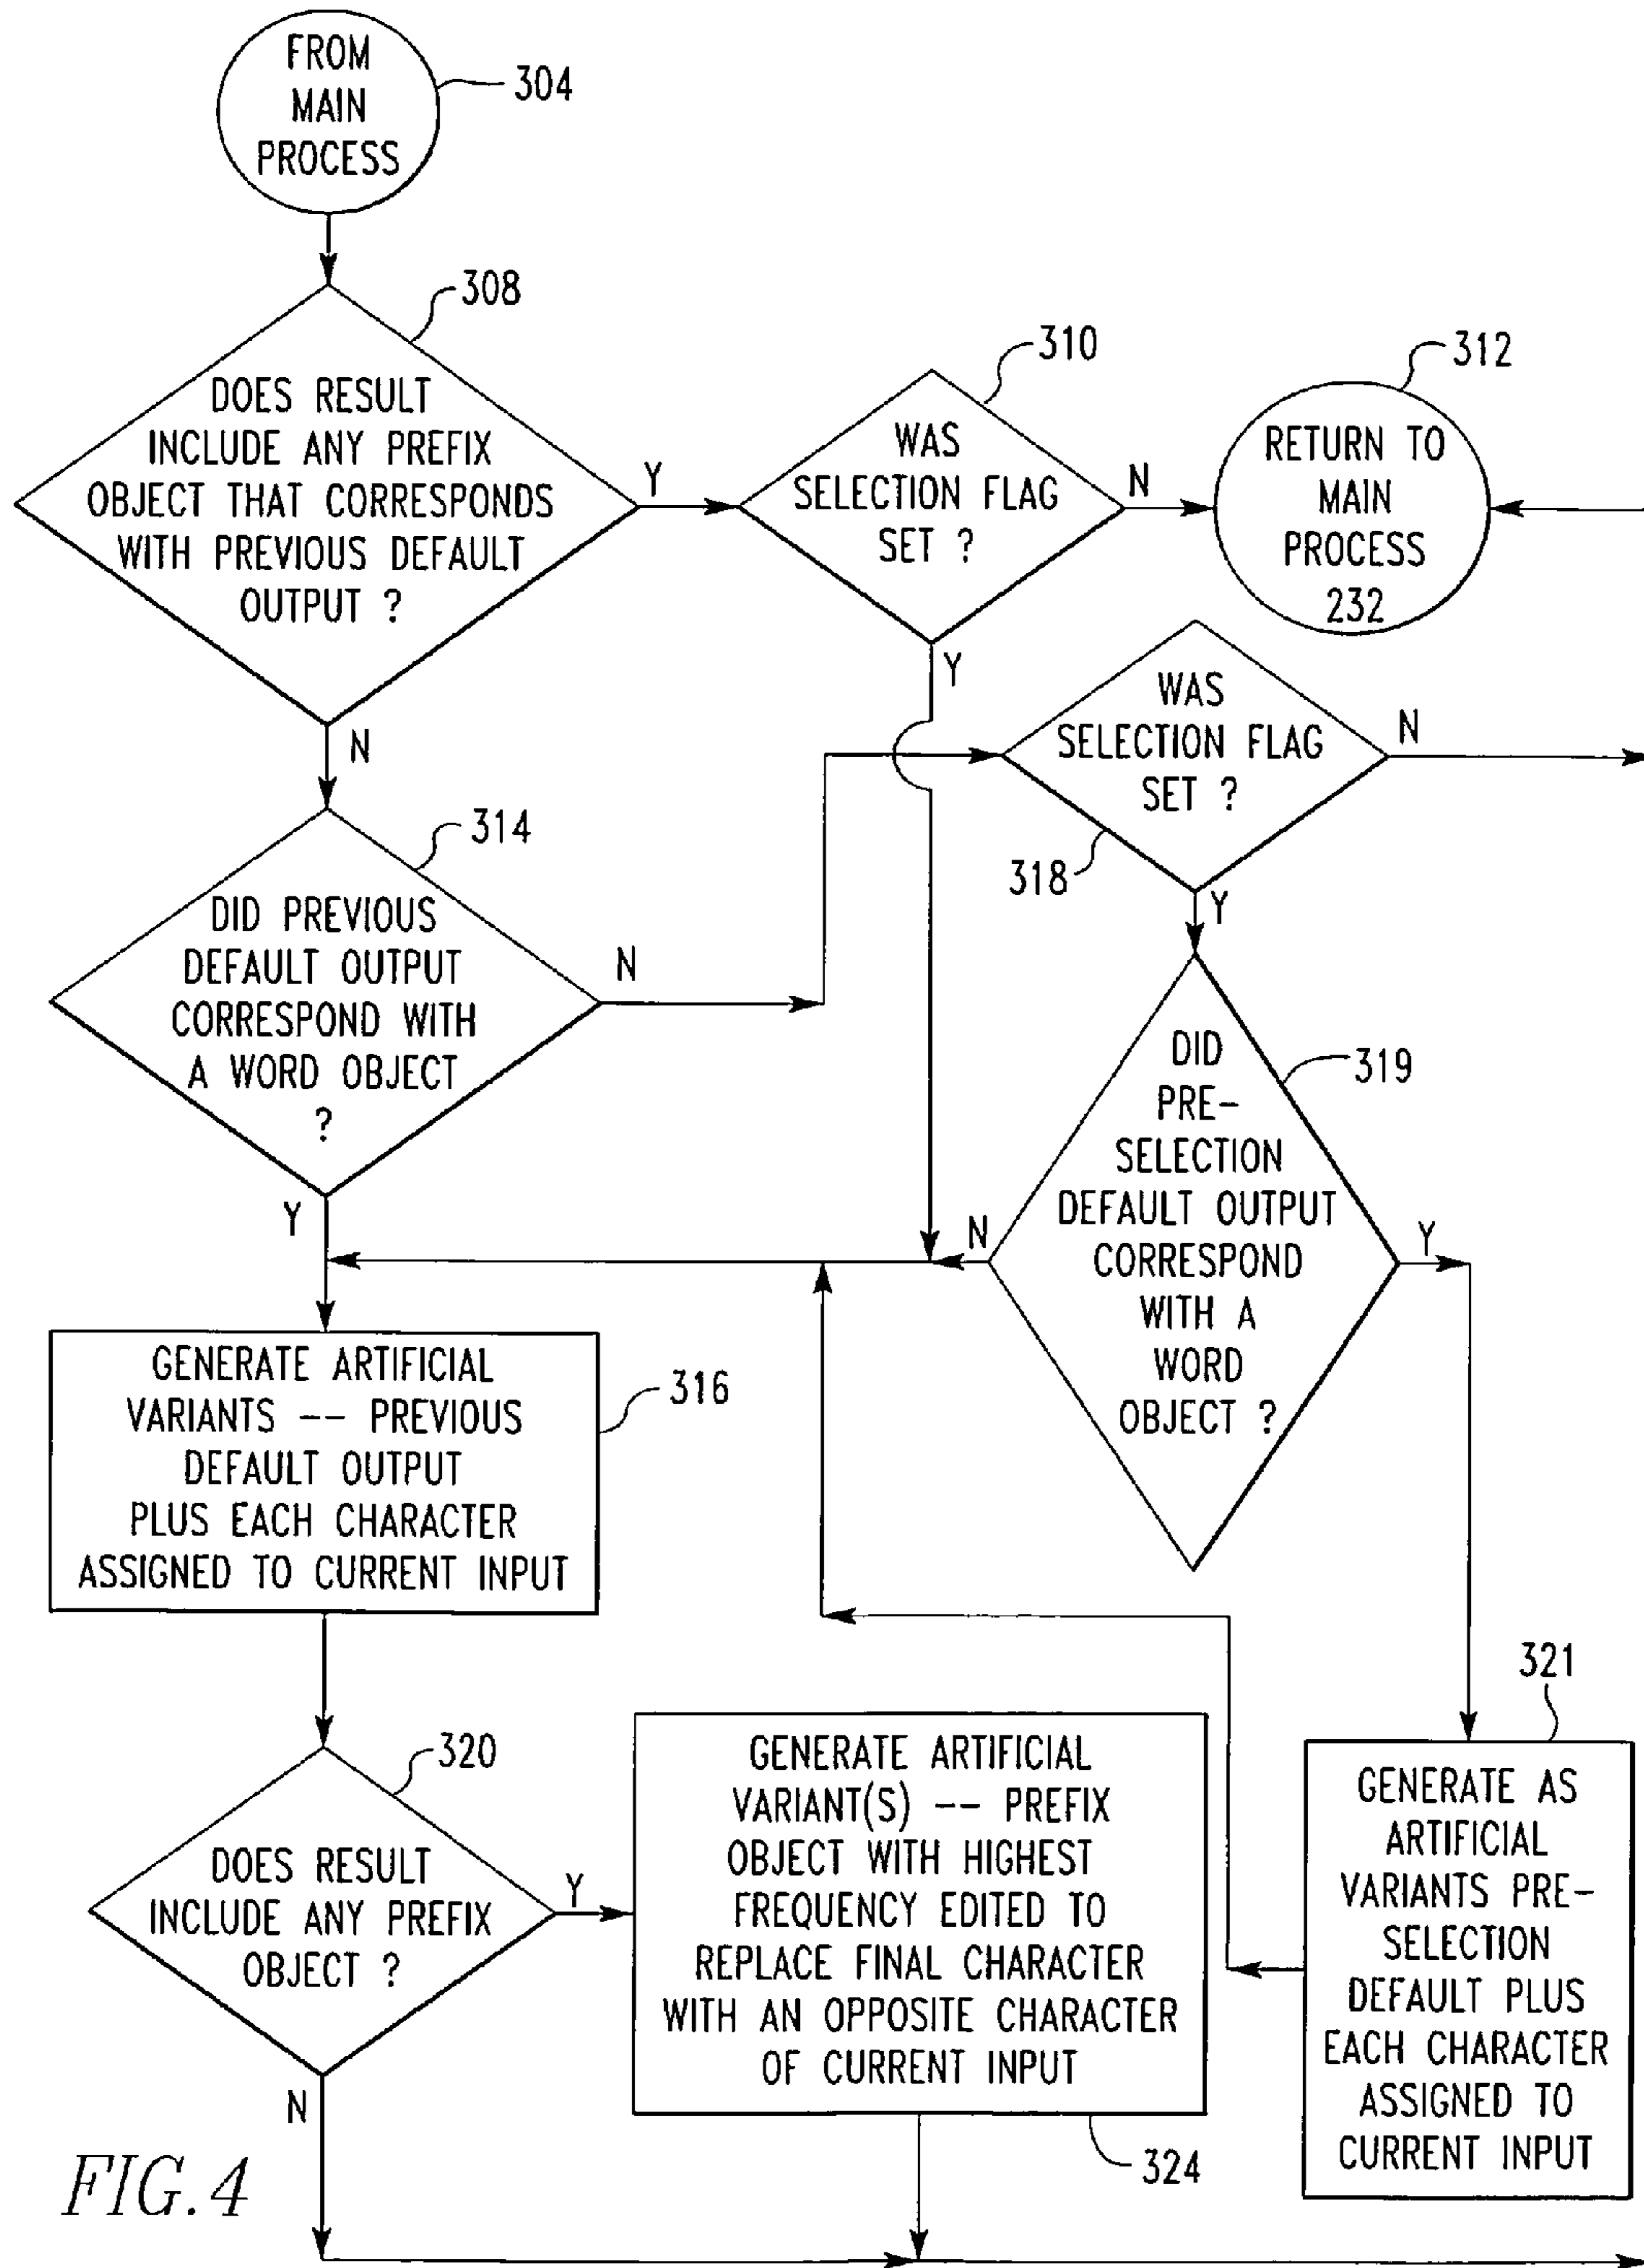 FROM
MAIN
PROCESS
304
308
DOES RESULT
INCLUDE ANY PREFIX
OBJECT THAT CORRESPONDS
WITH PREVIOUS DEFAULT
OUTPUT ?
Y
N
310
WAS
SELECTION FLAG
SET ?
N
Y
312
RETURN TO
MAIN
PROCESS
232
314
DID PREVIOUS
DEFAULT OUTPUT
CORRESPOND WITH
A WORD OBJECT
?
N
Y
WAS
SELECTION FLAG
SET ?
N
318
Y
319
DID
PRE-
SELECTION
DEFAULT OUTPUT
CORRESPOND
WITH A
WORD
OBJECT ?
N
Y
GENERATE ARTIFICIAL
VARIANTS -- PREVIOUS
DEFAULT OUTPUT
PLUS EACH CHARACTER
ASSIGNED TO CURRENT INPUT
316
320
DOES RESULT
INCLUDE ANY PREFIX
OBJECT ?
Y
N
GENERATE ARTIFICIAL
VARIANT(S) -- PREFIX
OBJECT WITH HIGHEST
FREQUENCY EDITED TO
REPLACE FINAL CHARACTER
WITH AN OPPOSITE CHARACTER
OF CURRENT INPUT
324
321
GENERATE AS
ARTIFICIAL
VARIANTS PRE-
SELECTION
DEFAULT PLUS
EACH CHARACTER
ASSIGNED TO
CURRENT INPUT
FIG.4